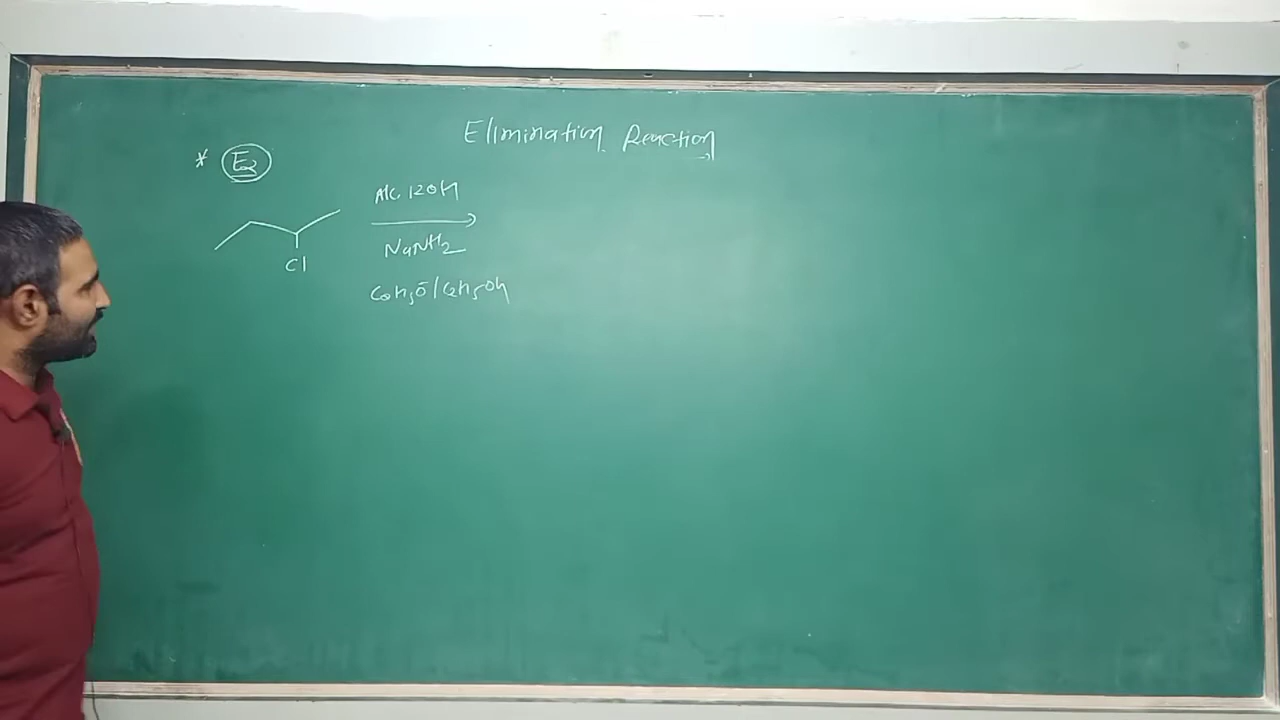 Elimination Reaction
* E2
Alc. KOH
Cl
NaNH2
C2H5O⁻/C2H5OH